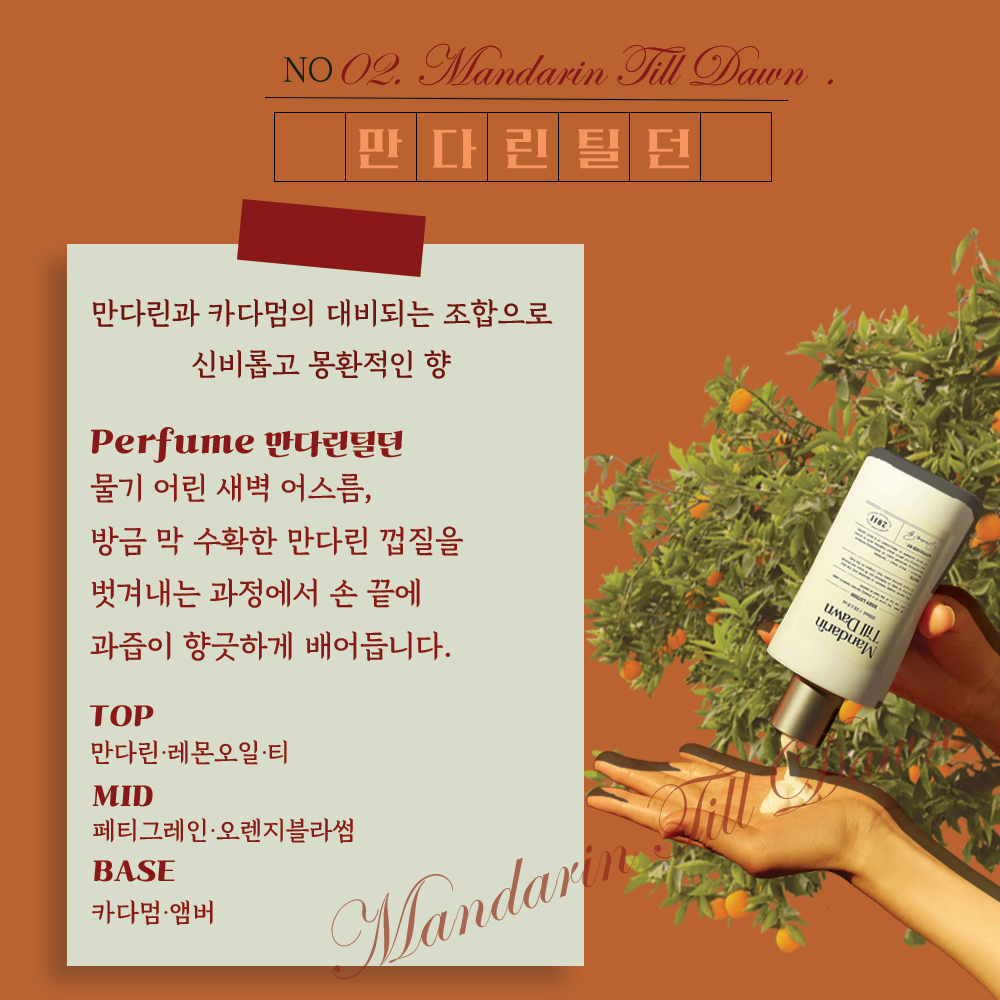 NO 02. Mandarin Till Dawn .
만다린틸던
만다린과 카다멈의 대비되는 조합으로
신비롭고 몽환적인 향
Perfume 만다린틸던
물기 어린 새벽 어스름,
방금 막 수확한 만다린 껍질을
벗겨내는 과정에서 손 끝에
과즙이 향긋하게 배어듭니다.
TOP
만다린·레몬오일·티
MID
페티그레인·오렌지블라썸
BASE
카다멈·앰버
Mandarin Till Dawn
Mandarin
Till Dawn
BODY LOTION
2011